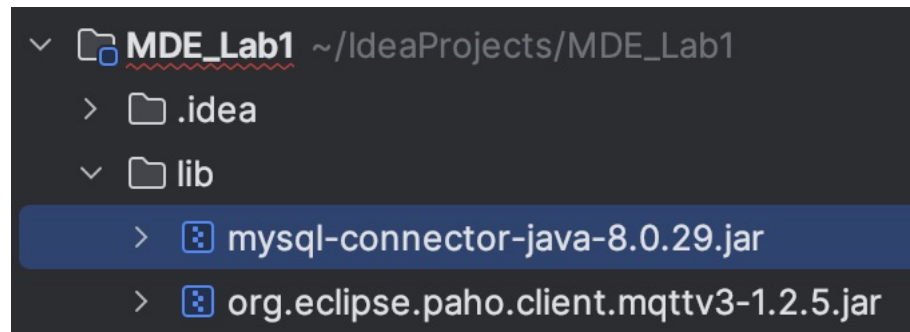 MDE_Lab1 ~/IdeaProjects/MDE_Lab1
.idea
lib
mysql-connector-java-8.0.29.jar
org.eclipse.paho.client.mqttv3-1.2.5.jar